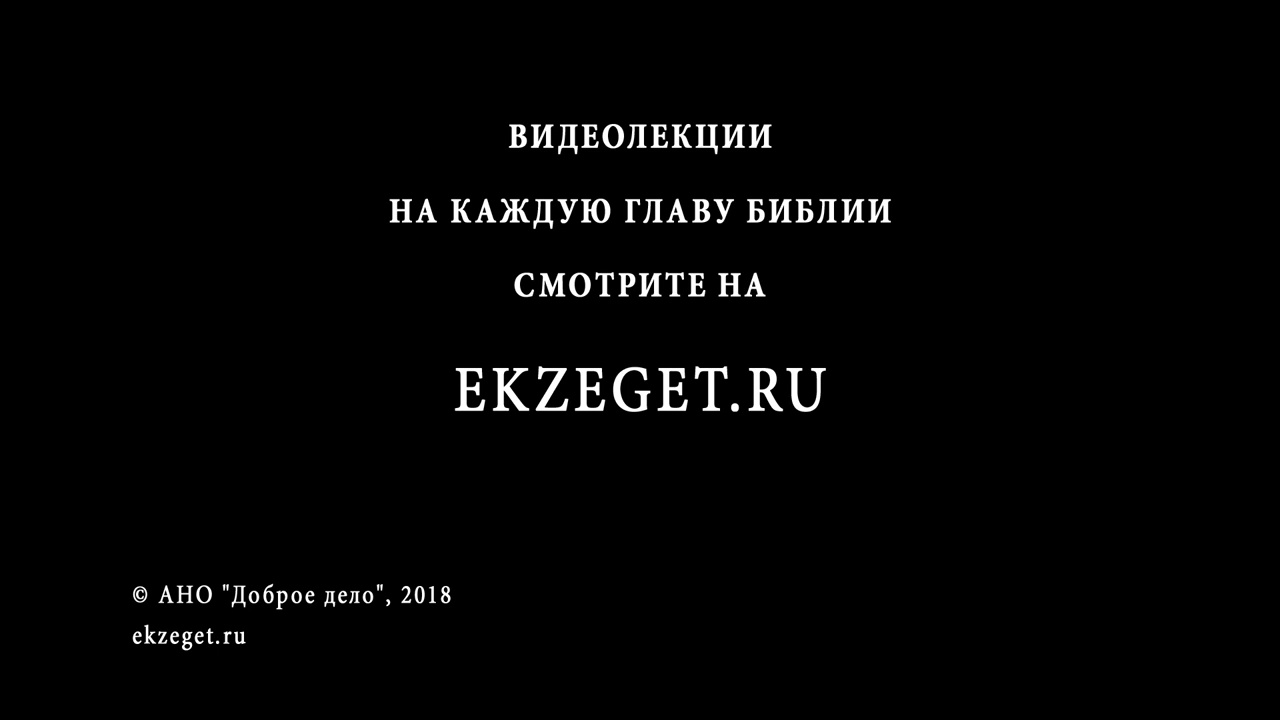 ВИДЕОЛЕКЦИИ
НА КАЖДУЮ ГЛАВУ БИБЛИИ
СМОТРИТЕ НА
EKZEGET.RU
© АНО "Доброе дело", 2018
ekzeget.ru